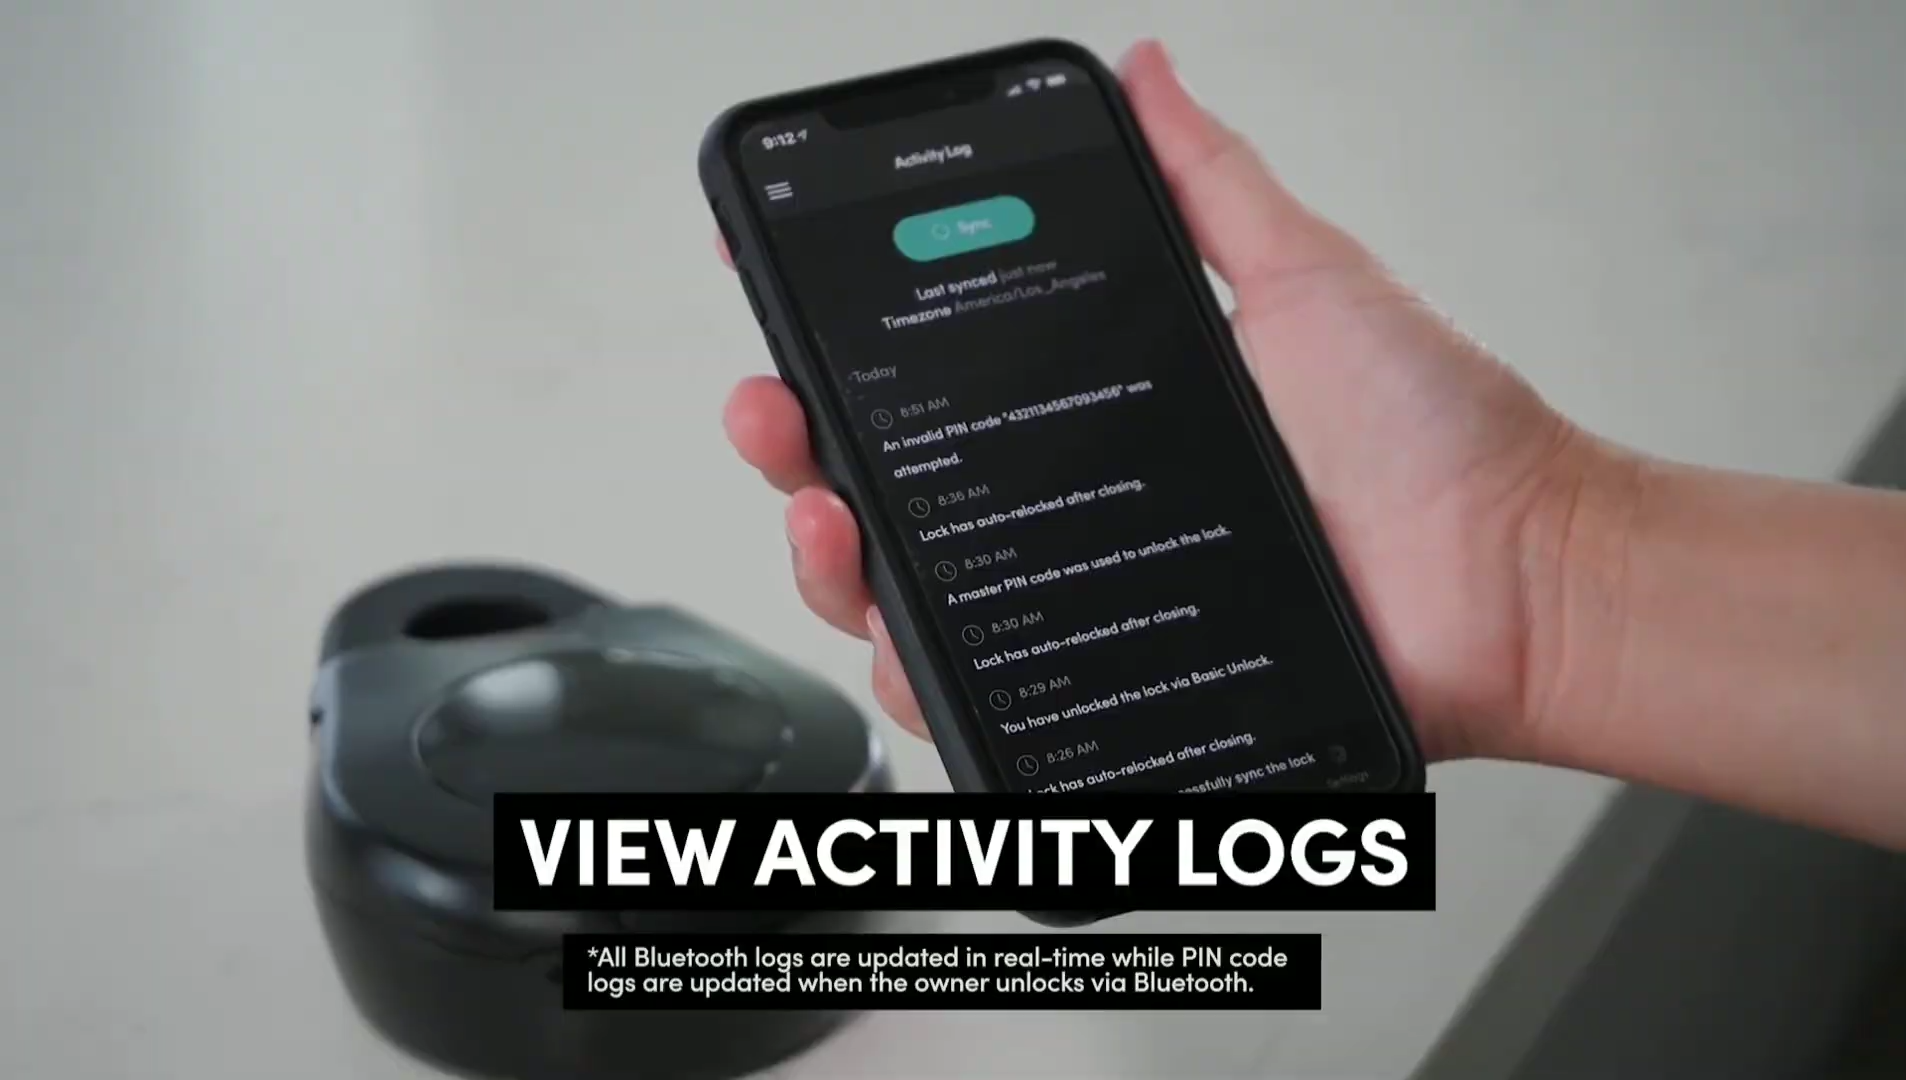 9:12
Activity Log
Sync
Last synced just now
Timezone America/Los_Angeles
Today
8:51 AM
An invalid PIN code "4321134567093456" was
attempted.
8:36 AM
Lock has auto-relocked after closing.
8:30 AM
A master PIN code was used to unlock the lock.
8:30 AM
Lock has auto-relocked after closing.
8:29 AM
You have unlocked the lock via Basic Unlock.
8:26 AM
Lock has auto-relocked after closing.
sync the lock
Settings
VIEW ACTIVITY LOGS
*All Bluetooth logs are updated in real-time while PIN code
logs are updated when the owner unlocks via Bluetooth.